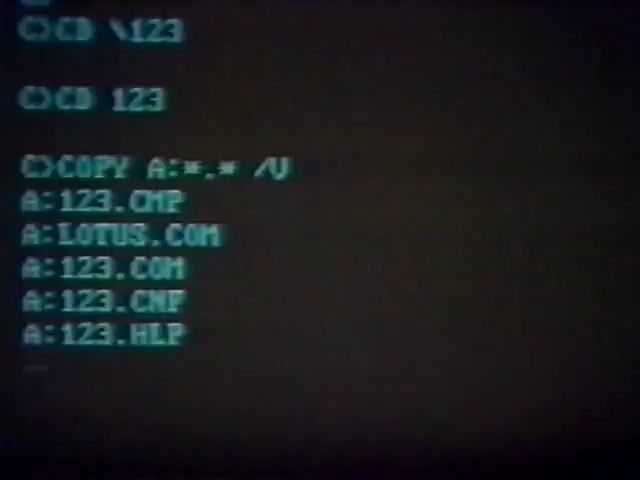 C>CD \123
C>CD 123
C>COPY A:*.* /V
A:123.CMP
A:LOTUS.COM
A:123.COM
A:123.CNF
A:123.HLP